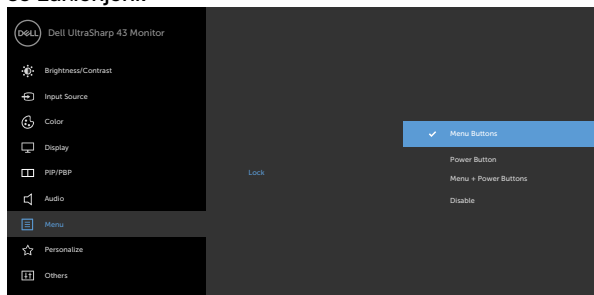 DELL
Dell UltraSharp 43 Monitor
Brightness/Contrast
Input Source
Color
Display
PIP/PBP
Audio
Menu
Personalize
Others
Lock
Menu Buttons
Power Button
Menu + Power Buttons
Disable